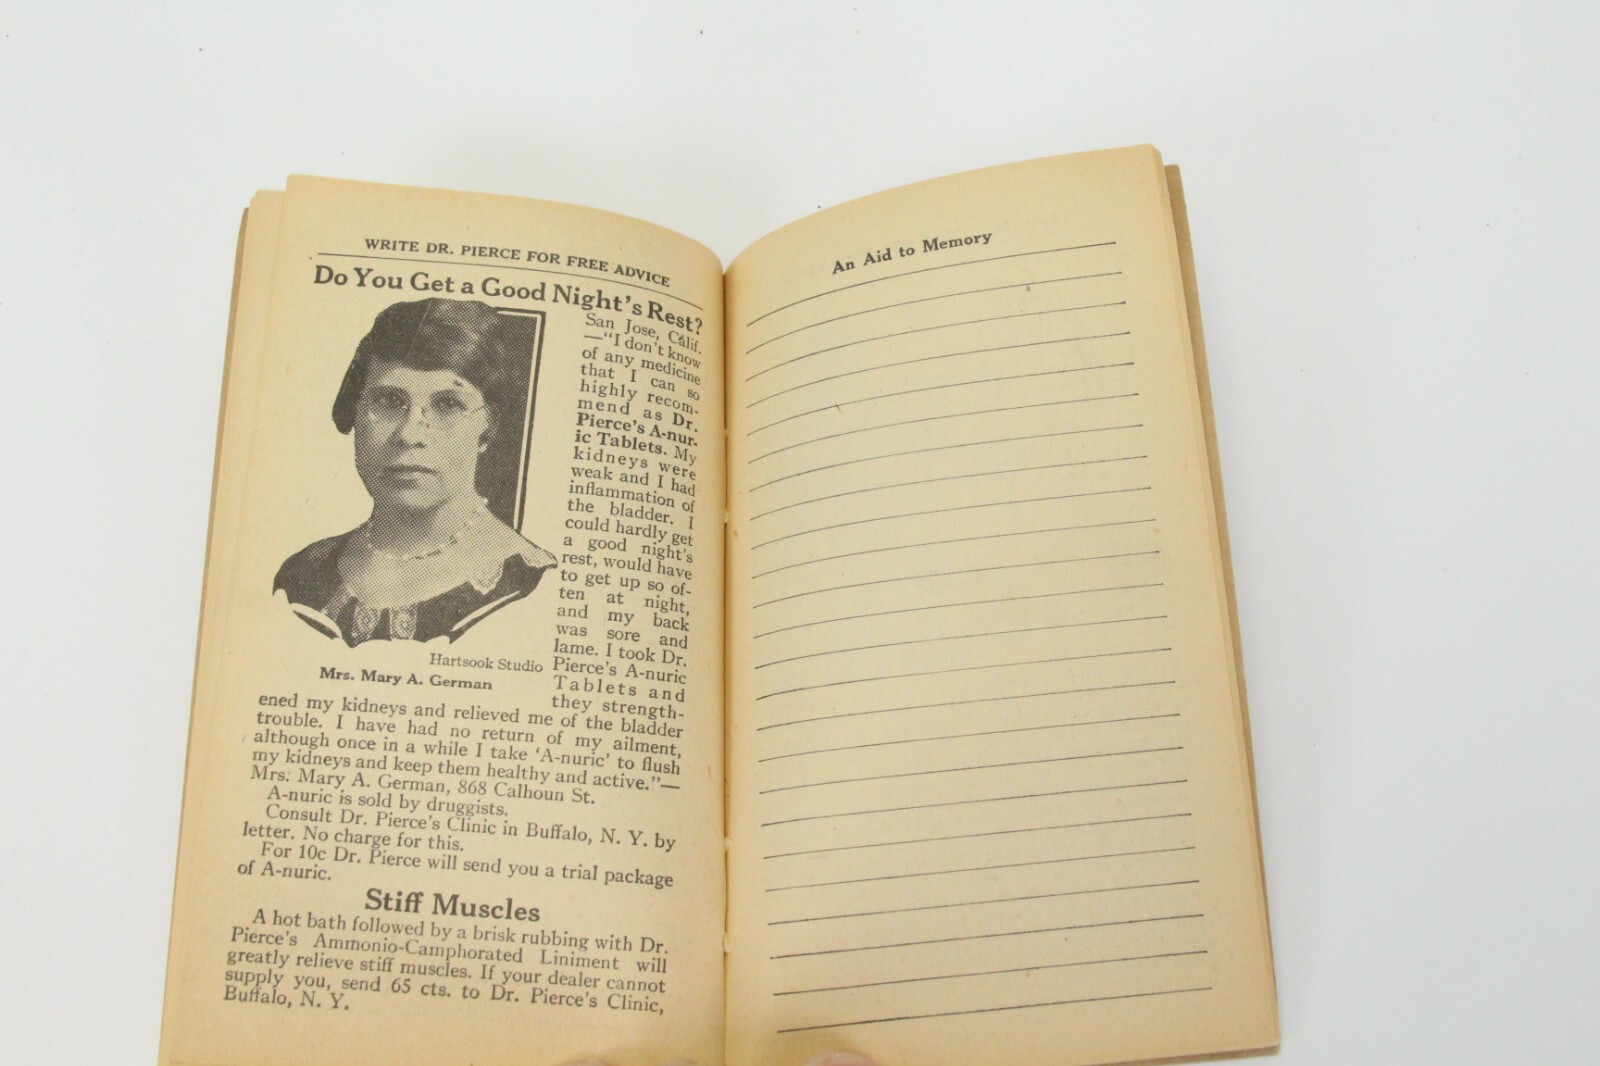 WRITE DR. PIERCE FOR FREE ADVICE
Do You Get a Good Night's Rest?
San Jose, Calif.
—"I don't know
of any medicine
that I can so
highly recom-
mend as Dr.
Pierce's A-nur-
ic Tablets. My
kidneys were
weak and I had
inflammation of
the bladder. I
could hardly get
a good night's
rest, would have
to get up so of-
ten at night,
and my back
was sore and
lame. I took Dr.
Pierce's A-nuric
Tablets and
they strength-
Hartsook Studio
Mrs. Mary A. German
ened my kidneys and relieved me of the bladder
trouble. I have had no return of my ailment,
although once in a while I take 'A-nuric' to flush
my kidneys and keep them healthy and active."—
Mrs. Mary A. German, 868 Calhoun St.
A-nuric is sold by druggists.
Consult Dr. Pierce's Clinic in Buffalo, N. Y. by
letter. No charge for this.
For 10c Dr. Pierce will send you a trial package
of A-nuric.
Stiff Muscles
A hot bath followed by a brisk rubbing with Dr.
Pierce's Ammonio-Camphorated Liniment will
greatly relieve stiff muscles. If your dealer cannot
supply you, send 65 cts. to Dr. Pierce's Clinic,
Buffalo, N. Y.
An Aid to Memory